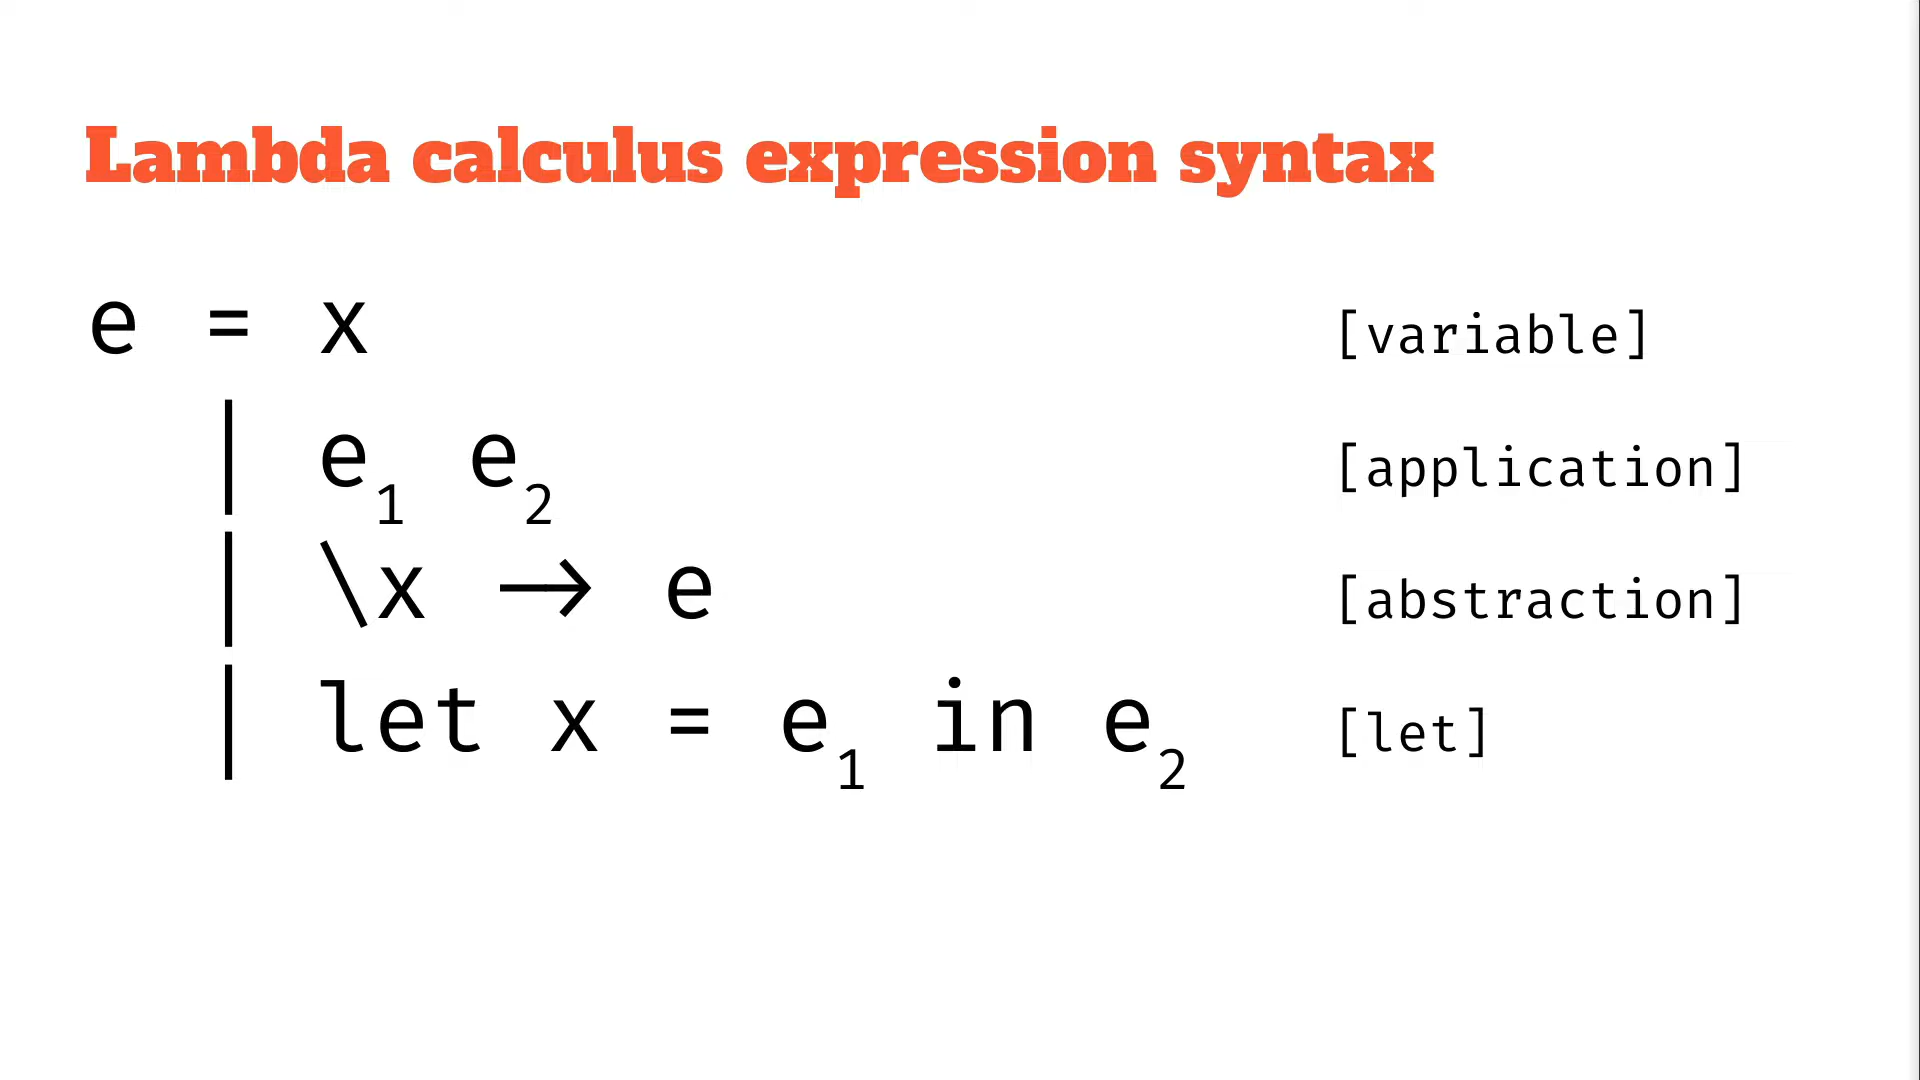 Lambda calculus expression syntax
e = x [variable]
| e₁ e₂ [application]
| \x → e [abstraction]
| let x = e₁ in e₂ [let]